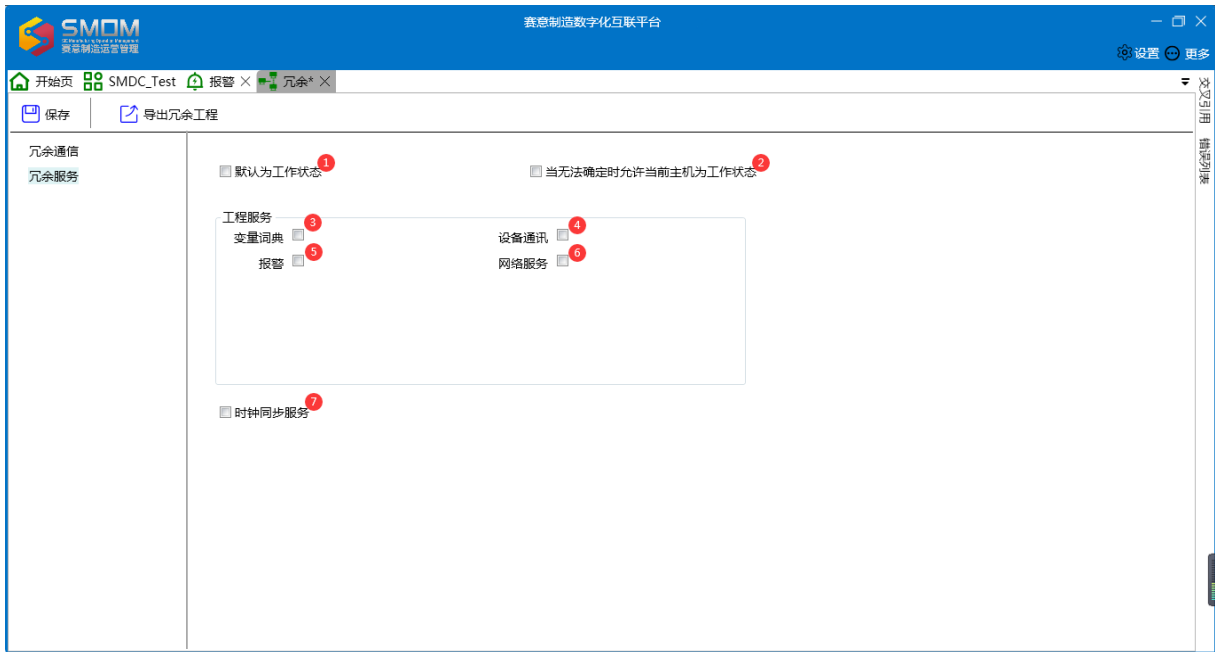 赛意制造数字化互联平台
SMOM
赛意制造运营管理
设置 更多
开始页 SMDC_Test 报警 冗余*
保存 导出冗余工程
交叉引用
错误列表
冗余通信
冗余服务
默认为工作状态 1 当无法确定时允许当前主机为工作状态 2
工程服务
变量词典 3 设备通讯 4
报警 5 网络服务 6
时钟同步服务 7